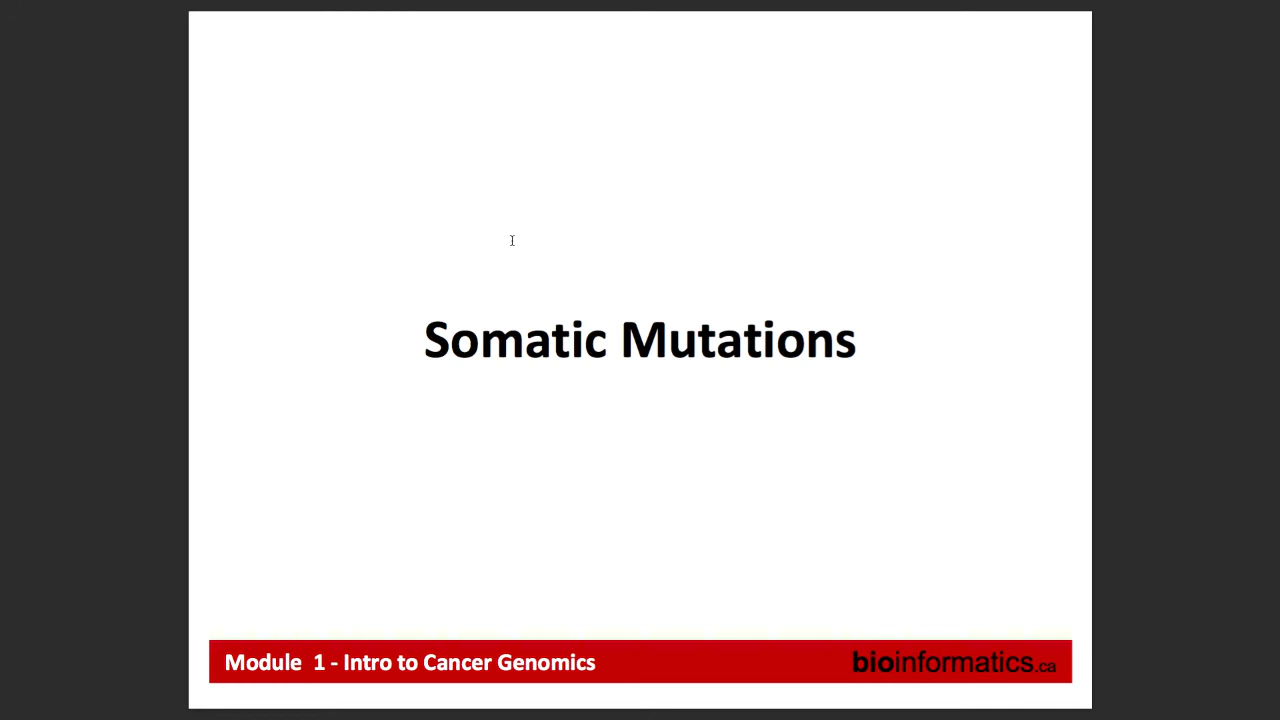 Somatic Mutations
Module 1 - Intro to Cancer Genomics
bioinformatics.ca